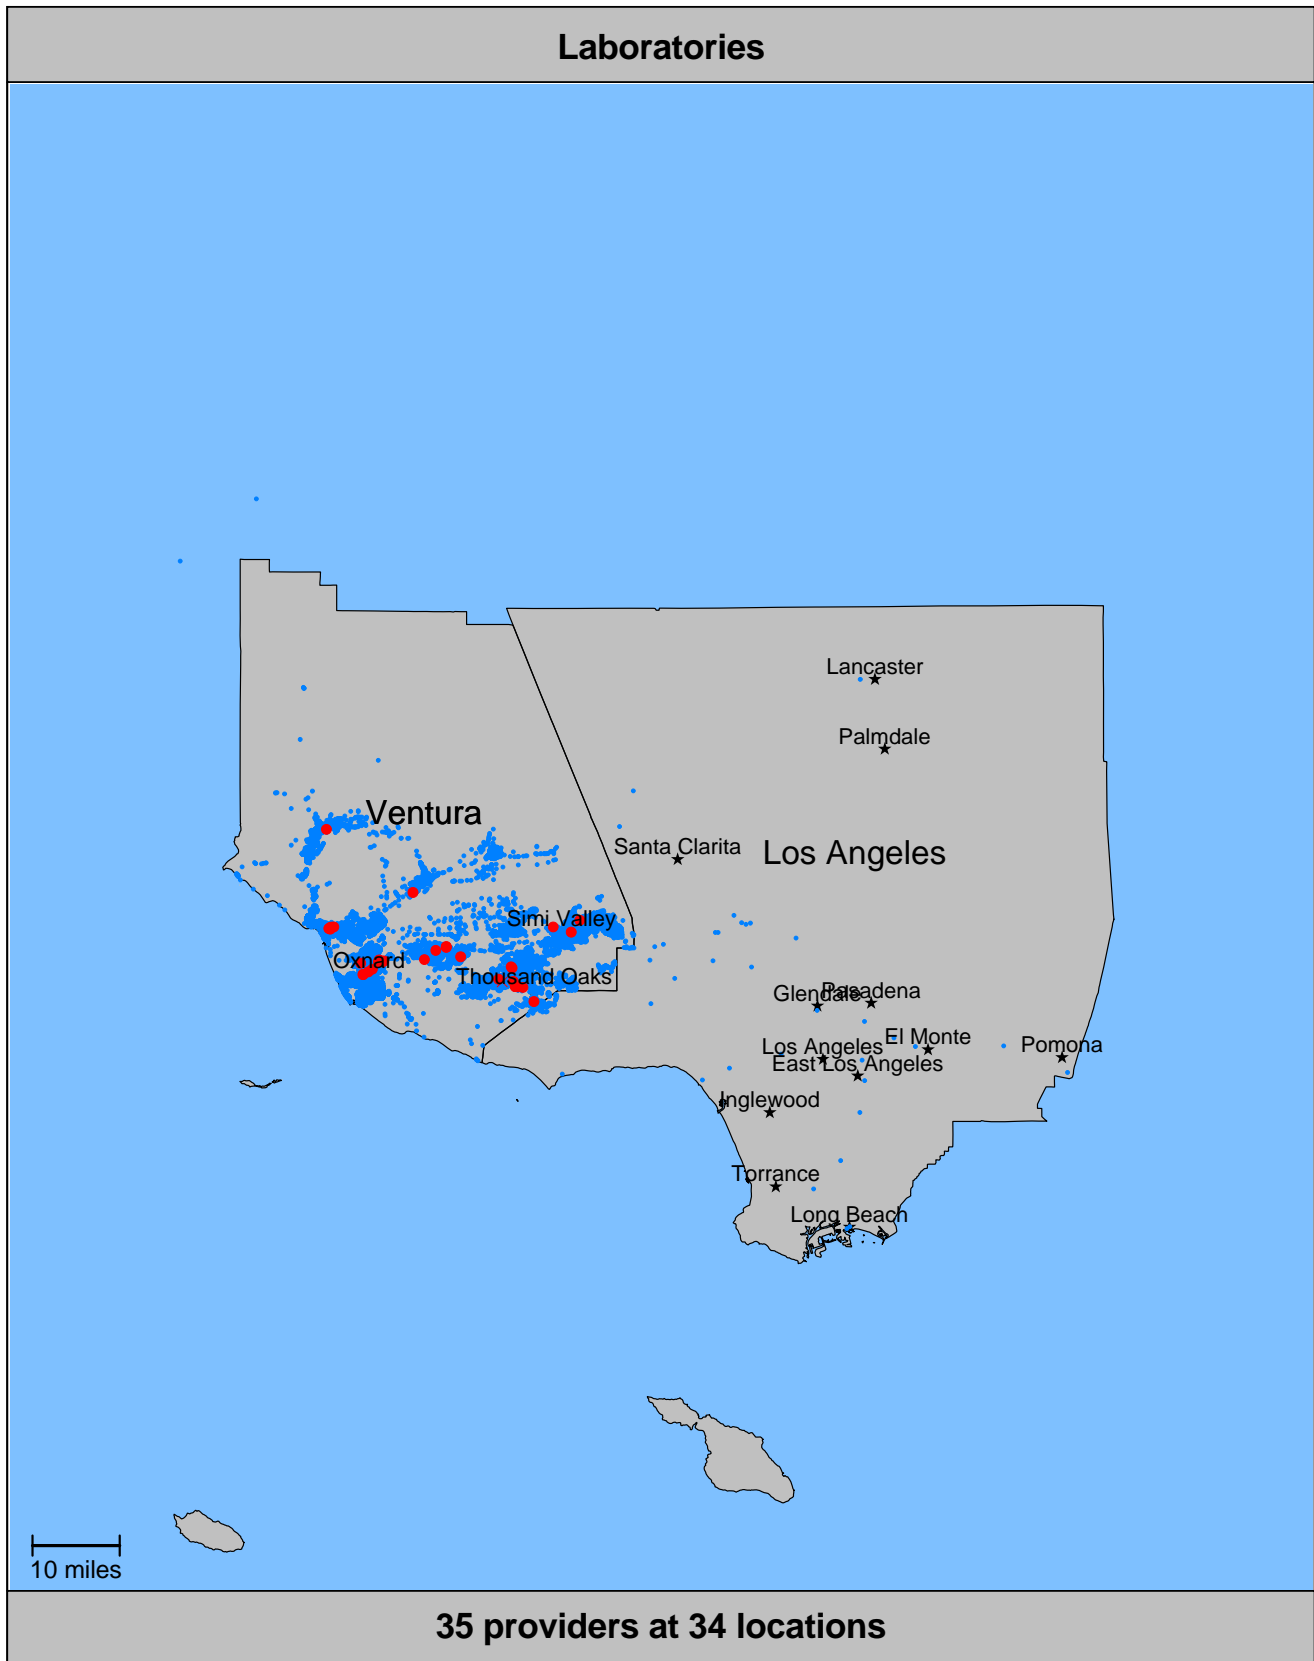 Laboratories
Lancaster
Palmdale
Ventura
Santa Clarita
Los Angeles
Simi Valley
Oxnard
Thousand Oaks
Glendale
Pasadena
El Monte
Los Angeles
Pomona
East Los Angeles
Inglewood
Torrance
Long Beach
10 miles
35 providers at 34 locations